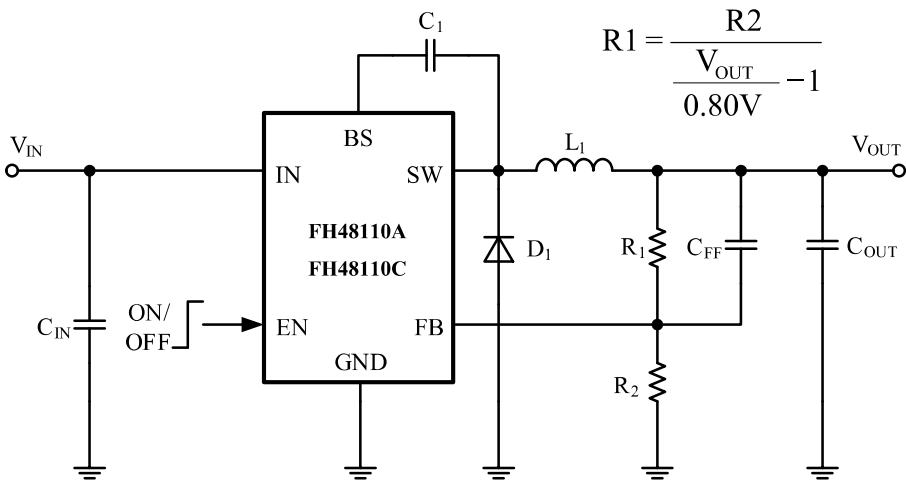 C1
R1 = R2 / (VOUT / 0.80V − 1)
VIN
BS
L1
VOUT
IN
SW
FH48110A
FH48110C
D1
R1
CFF
COUT
CIN
ON/
OFF
EN
FB
GND
R2